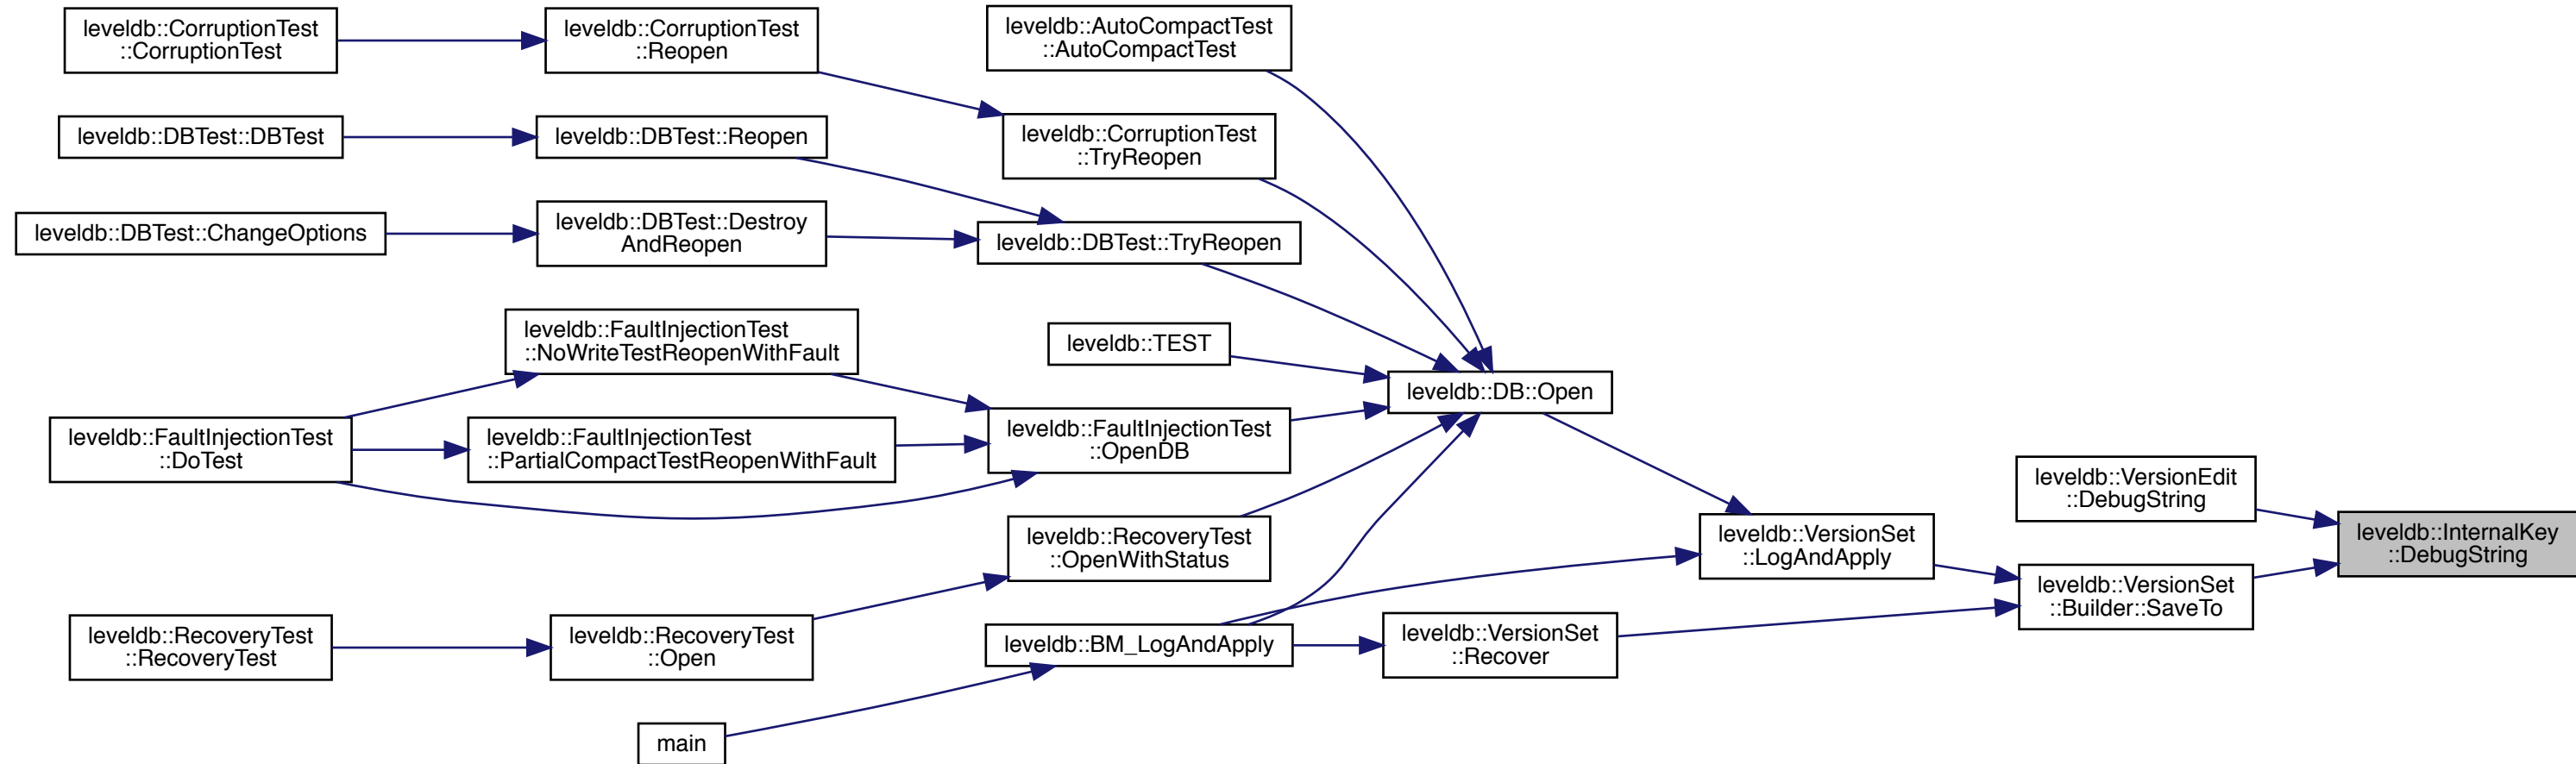 leveldb::CorruptionTest
::CorruptionTest
leveldb::CorruptionTest
::Reopen
leveldb::AutoCompactTest
::AutoCompactTest
leveldb::CorruptionTest
::TryReopen
leveldb::DBTest::DBTest
leveldb::DBTest::Reopen
leveldb::DBTest::ChangeOptions
leveldb::DBTest::Destroy
AndReopen
leveldb::DBTest::TryReopen
leveldb::FaultInjectionTest
::NoWriteTestReopenWithFault
leveldb::TEST
leveldb::DB::Open
leveldb::FaultInjectionTest
::DoTest
leveldb::FaultInjectionTest
::PartialCompactTestReopenWithFault
leveldb::FaultInjectionTest
::OpenDB
leveldb::RecoveryTest
::OpenWithStatus
leveldb::VersionSet
::LogAndApply
leveldb::VersionEdit
::DebugString
leveldb::InternalKey
::DebugString
leveldb::VersionSet
::Builder::SaveTo
leveldb::RecoveryTest
::RecoveryTest
leveldb::RecoveryTest
::Open
leveldb::BM_LogAndApply
leveldb::VersionSet
::Recover
main